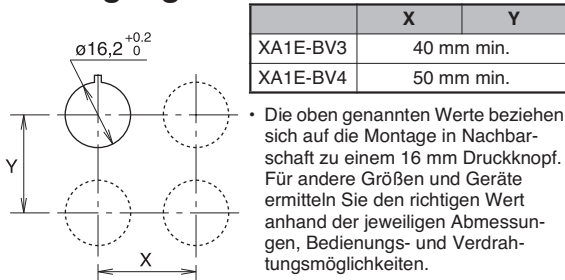 X Y
XA1E-BV3 40 mm min.
XA1E-BV4 50 mm min.
ø16,2 +0.2 0
Y
X
• Die oben genannten Werte beziehen
sich auf die Montage in Nachbar-
schaft zu einem 16 mm Druckknopf.
Für andere Größen und Geräte
ermitteln Sie den richtigen Wert
anhand der jeweiligen Abmessun-
gen, Bedienungs- und Verdrah-
tungsmöglichkeiten.